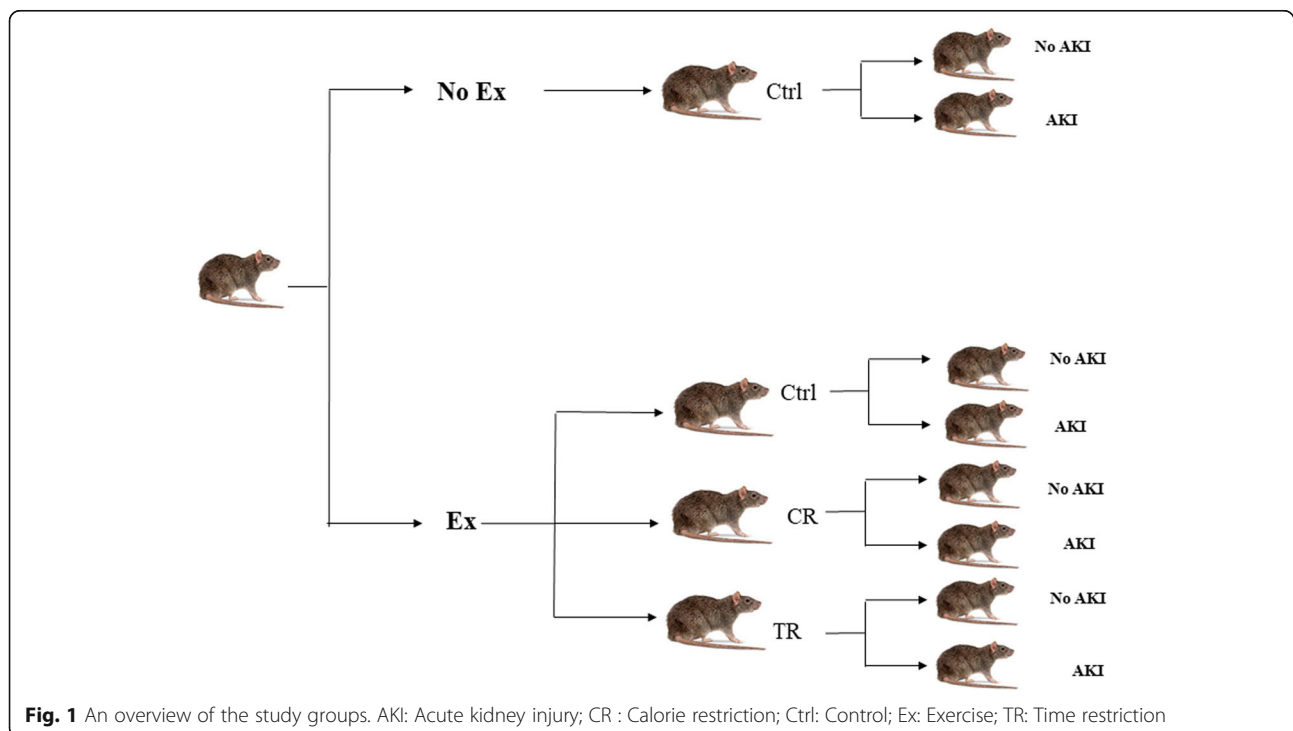 No Ex
Ctrl
No AKI
AKI
Ex
Ctrl
No AKI
AKI
CR
No AKI
AKI
TR
No AKI
AKI
Fig. 1 An overview of the study groups. AKI: Acute kidney injury; CR : Calorie restriction; Ctrl: Control; Ex: Exercise; TR: Time restriction